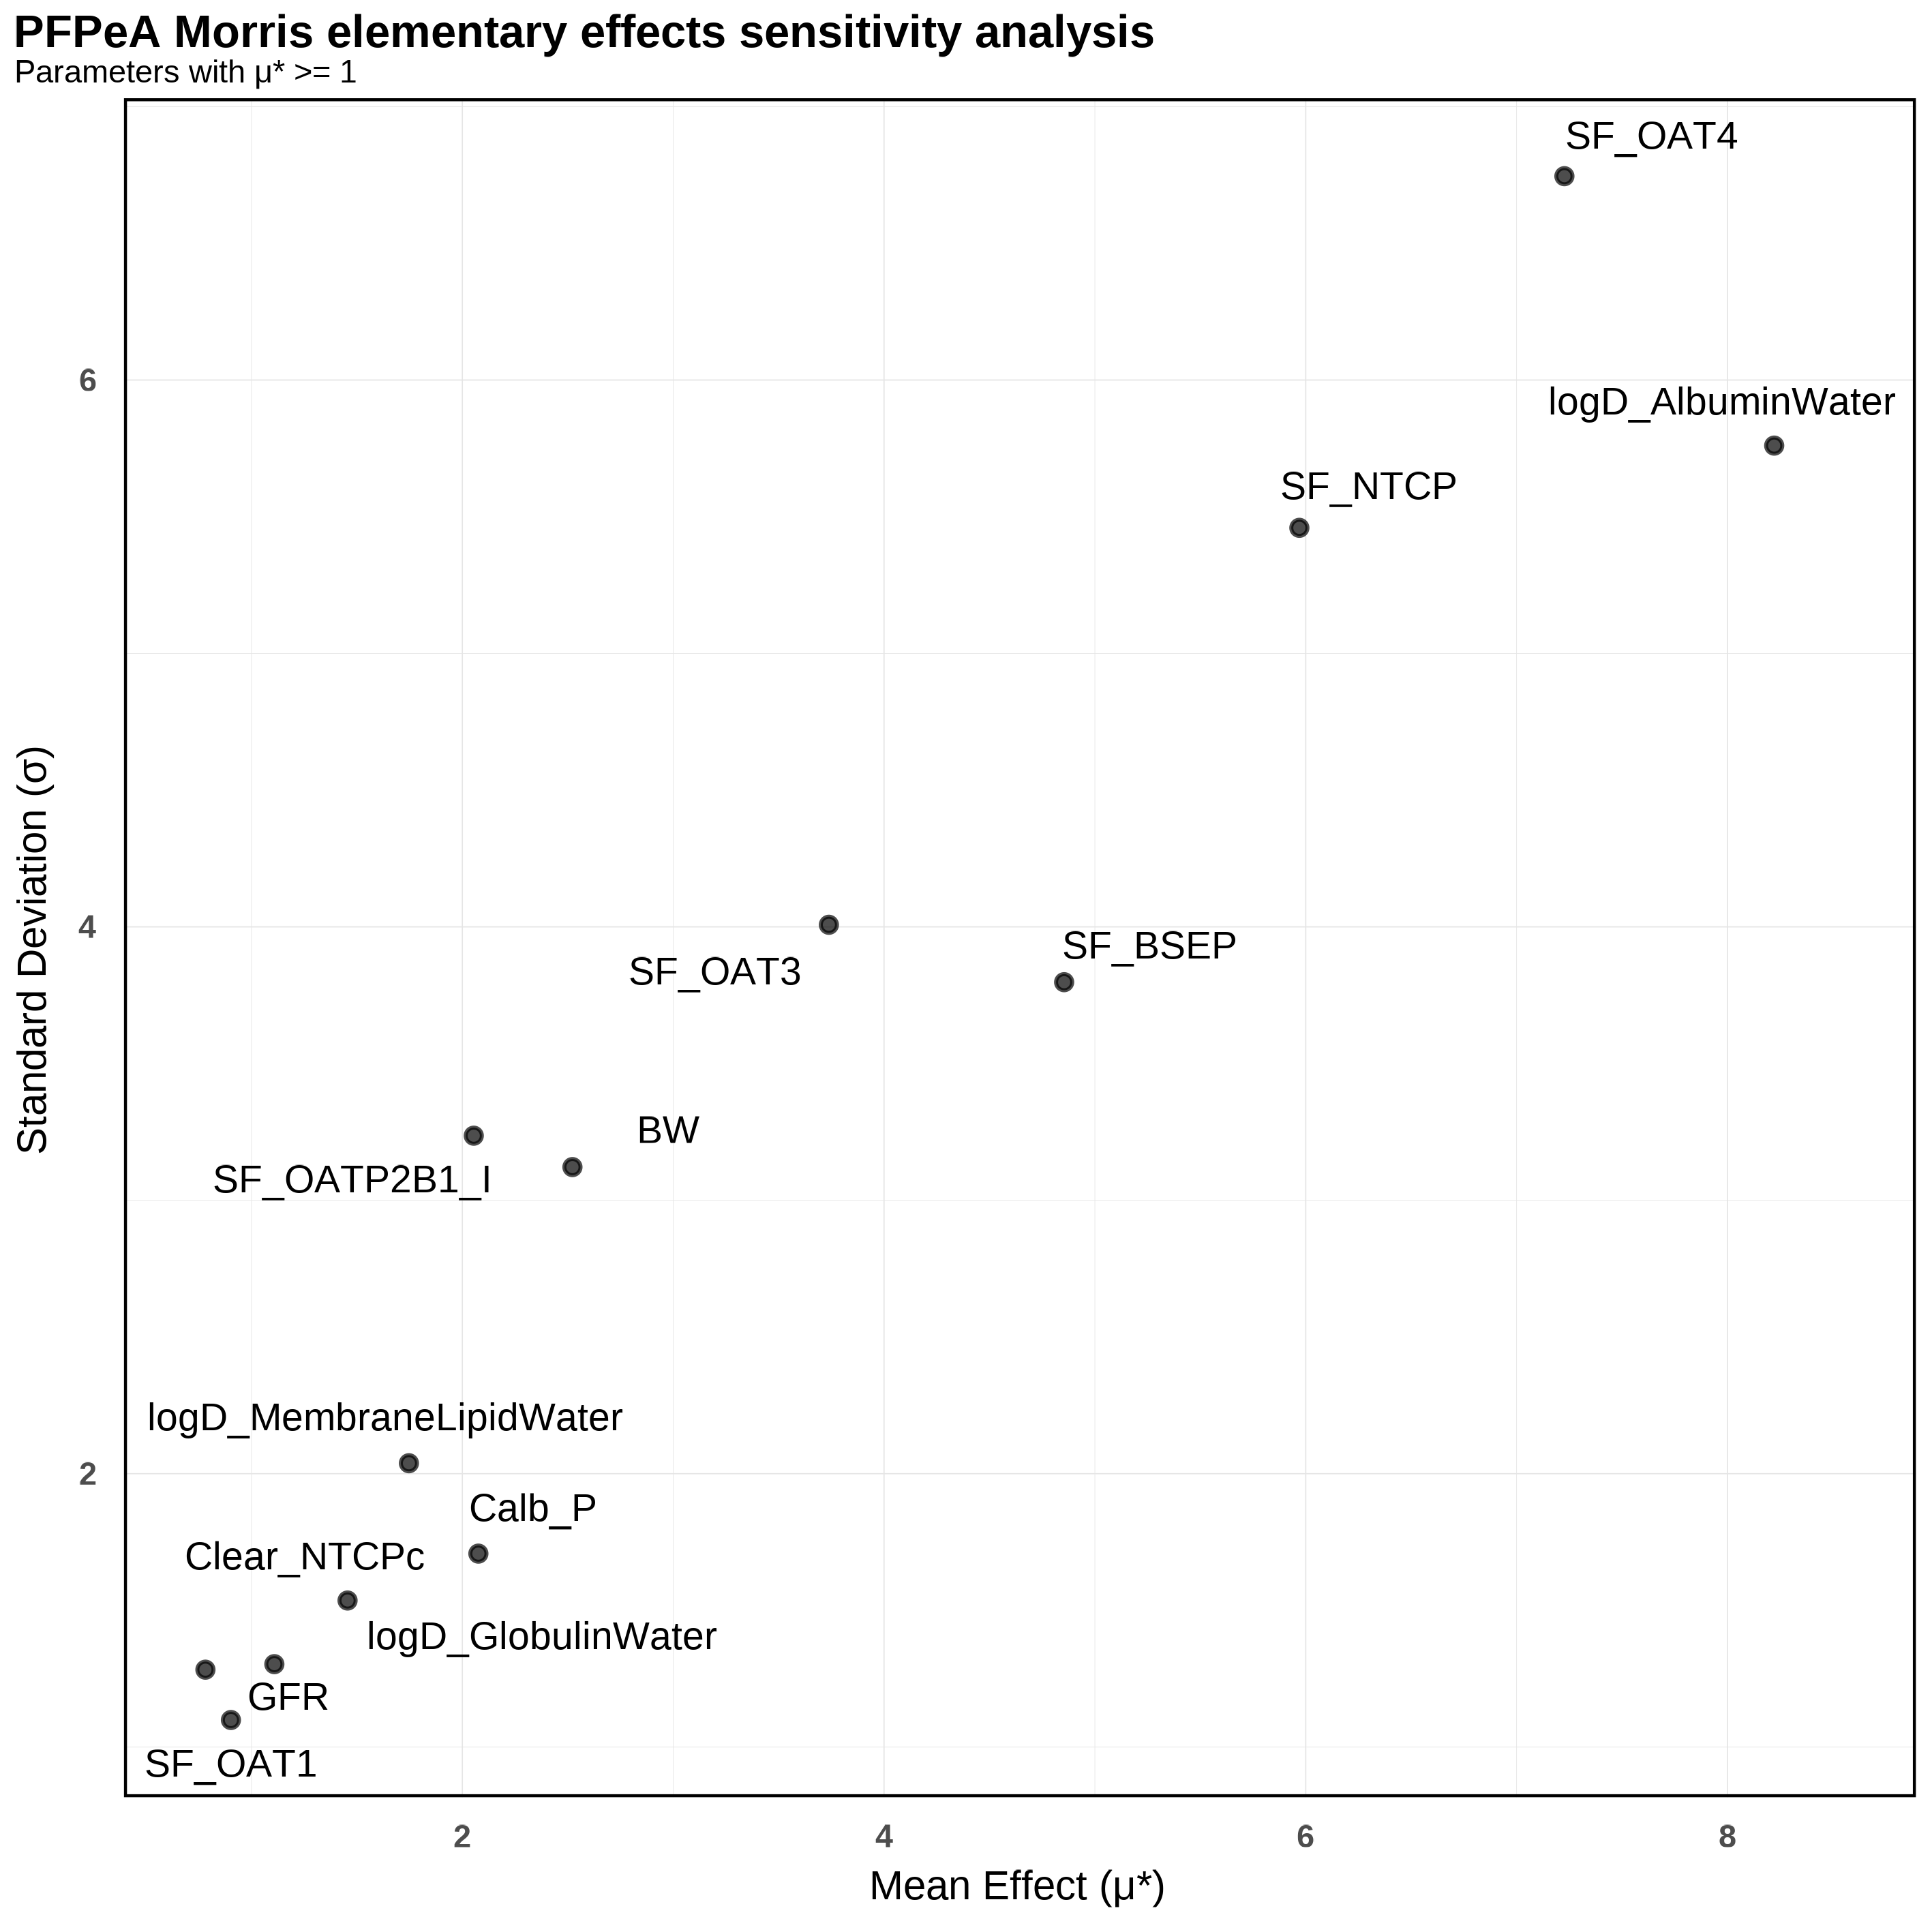 PFPeA Morris elementary effects sensitivity analysis
Parameters with μ* >= 1
SF_OAT4
6
logD_AlbuminWater
SF_NTCP
Standard Deviation (σ)
4
SF_BSEP
SF_OAT3
BW
SF_OATP2B1_I
logD_MembraneLipidWater
2
Calb_P
Clear_NTCPc
logD_GlobulinWater
GFR
SF_OAT1
2 4 6 8
Mean Effect (μ*)